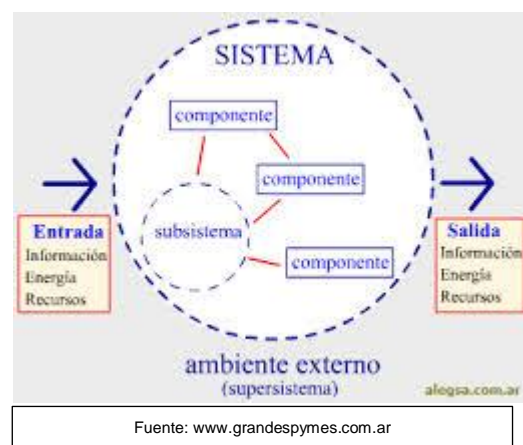 SISTEMA
componente
componente
subsistema
componente
Entrada
Información
Energía
Recursos
Salida
Información
Energía
Recursos
ambiente externo
(supersistema)
alegsa.com.ar
Fuente: www.grandespymes.com.ar